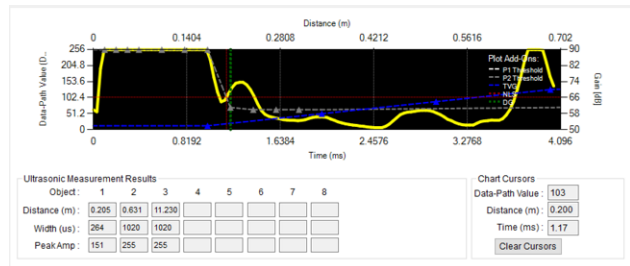 Distance (m)
0 0.1404 0.2808 0.4212 0.5616 0.702
256 204.8 153.6 102.4 51.2 0
Data-Path Value [D...
90 82 74 66 58 50
Gain [dB]
Plot Add-Ons:
P1 Threshold
P2 Threshold
TVG
NLS
DG
0 0.8192 1.6384 2.4576 3.2768 4.096
Time (ms)
Ultrasonic Measurement Results
Object : 1 2 3 4 5 6 7 8
Distance (m) : 0.205 0.631 11.230
Width (us) : 264 1020 1020
Peak Amp : 151 255 255
Chart Cursors
Data-Path Value : 103
Distance (m) : 0.200
Time (ms) : 1.17
Clear Cursors